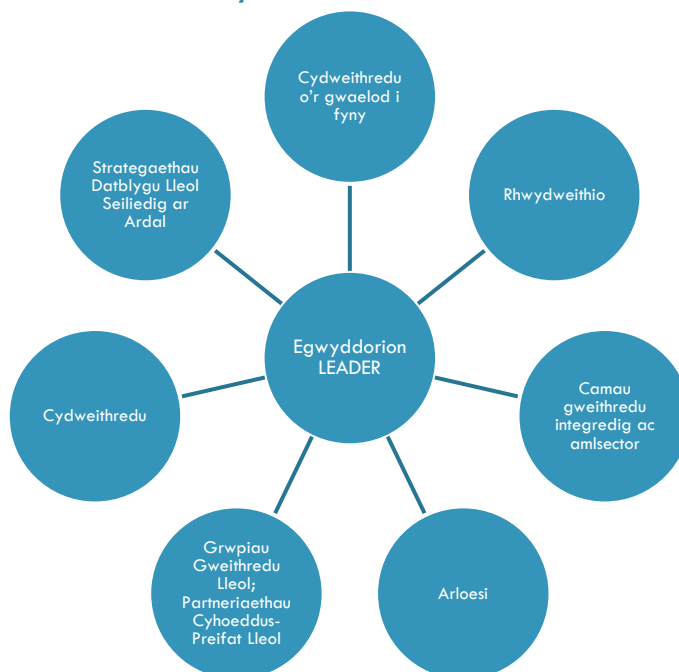 Cydweithredu
o'r gwaelod i
fyny
Rhwydweithio
Camau
gweithredu
integredig ac
amlsector
Arloesi
Grwpiau
Gweithredu
Lleol;
Partneriaethau
Cyhoeddus-
Preifat Lleol
Cydweithredu
Strategaethau
Datblygu Lleol
Seiliedig ar
Ardal
Egwyddorion
LEADER